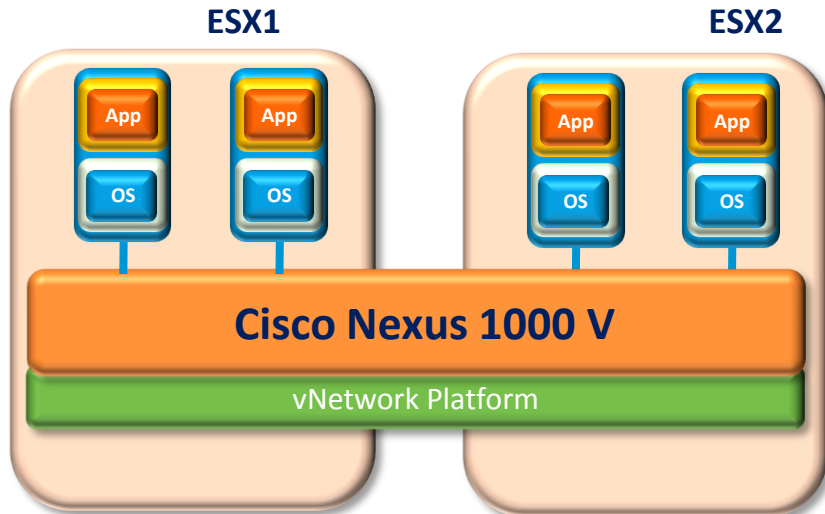 ESX1
ESX2
App
App
App
App
OS
OS
OS
OS
Cisco Nexus 1000 V
vNetwork Platform